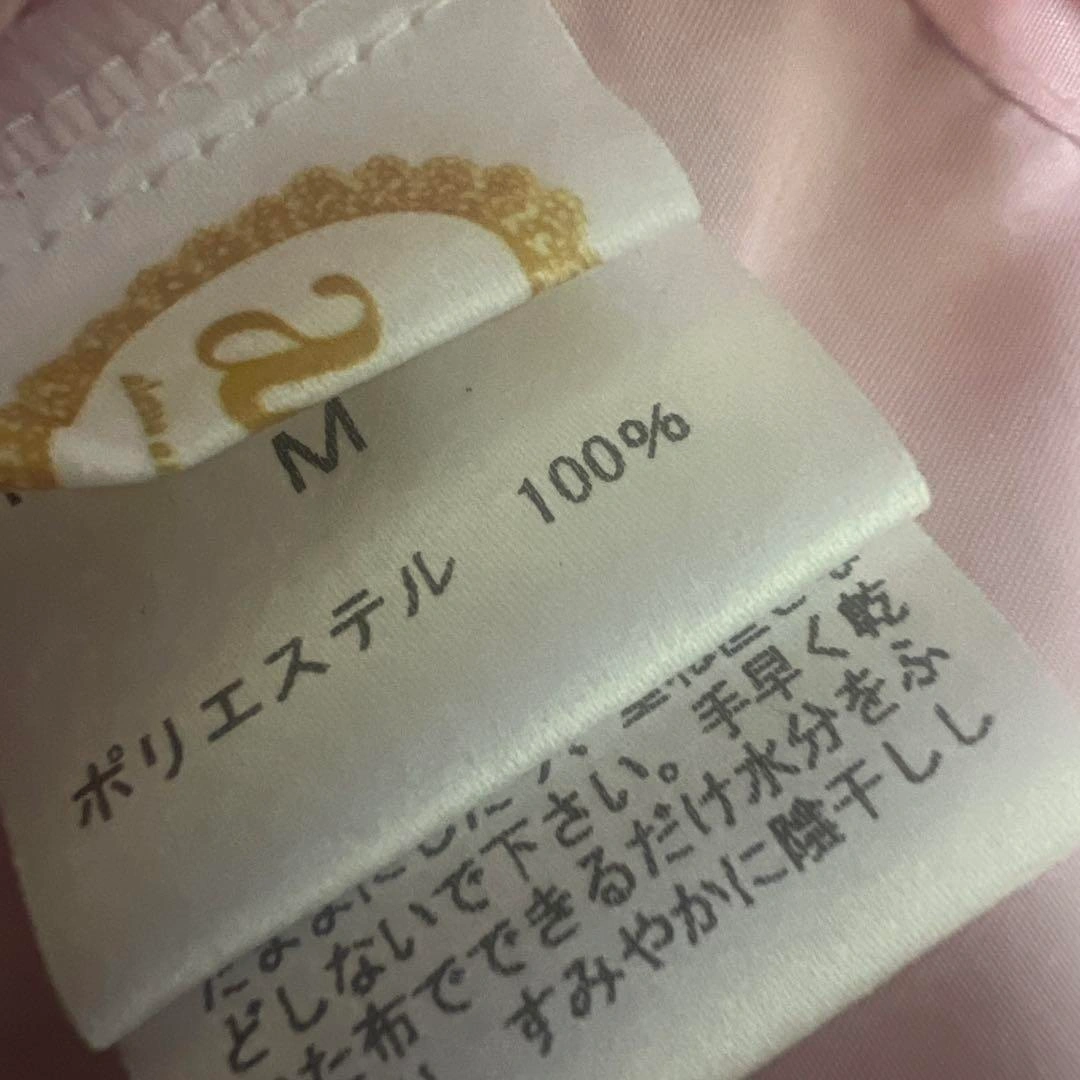 a
M
ポリエステル 100%
どしないで下さい。手早く乾
た布でできるだけ水分をふ
すみやかに陰干しし